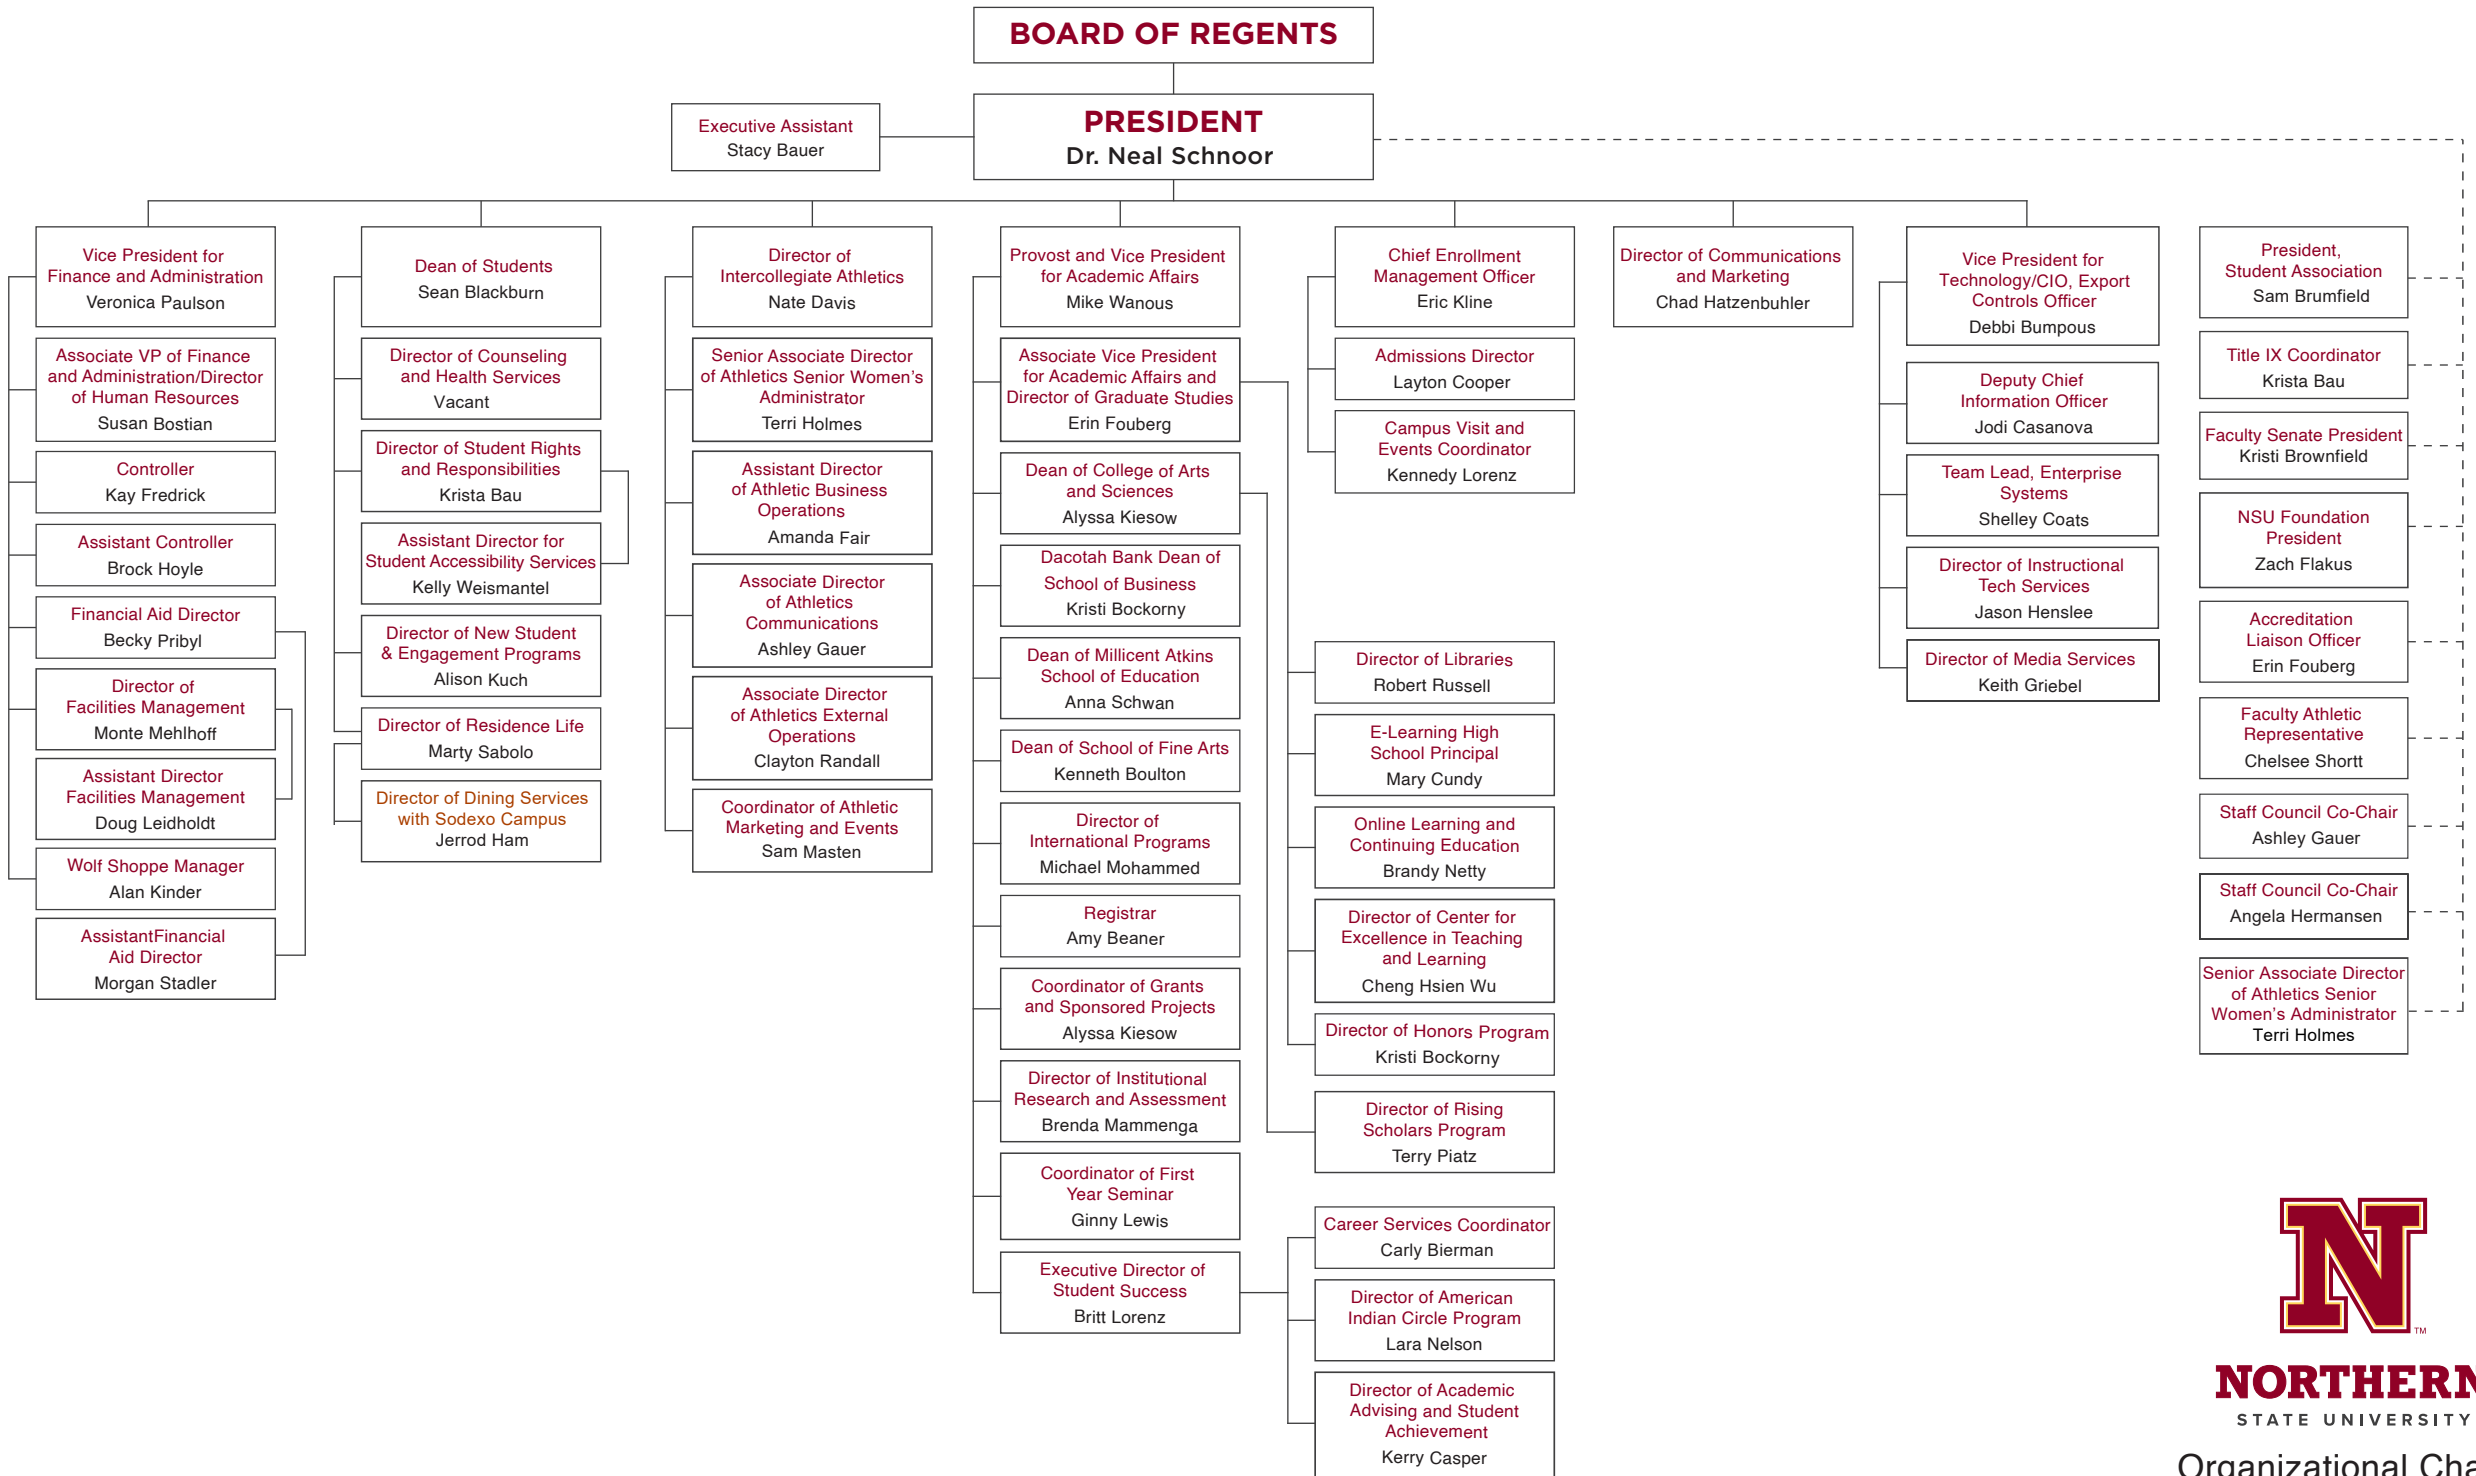 BOARD OF REGENTS
PRESIDENT
Dr. Neal Schnoor
Executive Assistant
Stacy Bauer
Vice President for
Finance and Administration
Veronica Paulson
Associate VP of Finance
and Administration/Director
of Human Resources
Susan Bostian
Controller
Kay Fredrick
Assistant Controller
Brock Hoyle
Financial Aid Director
Becky Pribyl
Director of
Facilities Management
Monte Mehlhoff
Assistant Director
Facilities Management
Doug Leidholdt
Wolf Shoppe Manager
Alan Kinder
AssistantFinancial
Aid Director
Morgan Stadler
Dean of Students
Sean Blackburn
Director of Counseling
and Health Services
Vacant
Director of Student Rights
and Responsibilities
Krista Bau
Assistant Director for
Student Accessibility Services
Kelly Weismantel
Director of New Student
& Engagement Programs
Alison Kuch
Director of Residence Life
Marty Sabolo
Director of Dining Services
with Sodexo Campus
Jerrod Ham
Director of
Intercollegiate Athletics
Nate Davis
Senior Associate Director
of Athletics Senior Women's
Administrator
Terri Holmes
Assistant Director
of Athletic Business
Operations
Amanda Fair
Associate Director
of Athletics
Communications
Ashley Gauer
Associate Director
of Athletics External
Operations
Clayton Randall
Coordinator of Athletic
Marketing and Events
Sam Masten
Provost and Vice President
for Academic Affairs
Mike Wanous
Associate Vice President
for Academic Affairs and
Director of Graduate Studies
Erin Fouberg
Dean of College of Arts
and Sciences
Alyssa Kiesow
Dacotah Bank Dean of
School of Business
Kristi Bockorny
Dean of Millicent Atkins
School of Education
Anna Schwan
Dean of School of Fine Arts
Kenneth Boulton
Director of
International Programs
Michael Mohammed
Registrar
Amy Beaner
Coordinator of Grants
and Sponsored Projects
Alyssa Kiesow
Director of Institutional
Research and Assessment
Brenda Mammenga
Coordinator of First
Year Seminar
Ginny Lewis
Executive Director of
Student Success
Britt Lorenz
Chief Enrollment
Management Officer
Eric Kline
Admissions Director
Layton Cooper
Campus Visit and
Events Coordinator
Kennedy Lorenz
Director of Libraries
Robert Russell
E-Learning High
School Principal
Mary Cundy
Online Learning and
Continuing Education
Brandy Netty
Director of Center for
Excellence in Teaching
and Learning
Cheng Hsien Wu
Director of Honors Program
Kristi Bockorny
Director of Rising
Scholars Program
Terry Piatz
Career Services Coordinator
Carly Bierman
Director of American
Indian Circle Program
Lara Nelson
Director of Academic
Advising and Student
Achievement
Kerry Casper
Director of Communications
and Marketing
Chad Hatzenbuhler
Vice President for
Technology/CIO, Export
Controls Officer
Debbi Bumpous
Deputy Chief
Information Officer
Jodi Casanova
Team Lead, Enterprise
Systems
Shelley Coats
Director of Instructional
Tech Services
Jason Henslee
Director of Media Services
Keith Griebel
President,
Student Association
Sam Brumfield
Title IX Coordinator
Krista Bau
Faculty Senate President
Kristi Brownfield
NSU Foundation
President
Zach Flakus
Accreditation
Liaison Officer
Erin Fouberg
Faculty Athletic
Representative
Chelsee Shortt
Staff Council Co-Chair
Ashley Gauer
Staff Council Co-Chair
Angela Hermansen
Senior Associate Director
of Athletics Senior
Women's Administrator
Terri Holmes
N
TM
NORTHERN
STATE UNIVERSITY
Organizational Cha